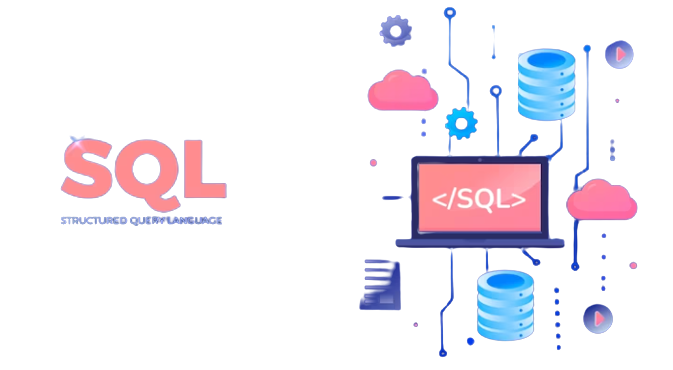 SQL
STRUCTURED QUERY LANGUAGE
</SQL>